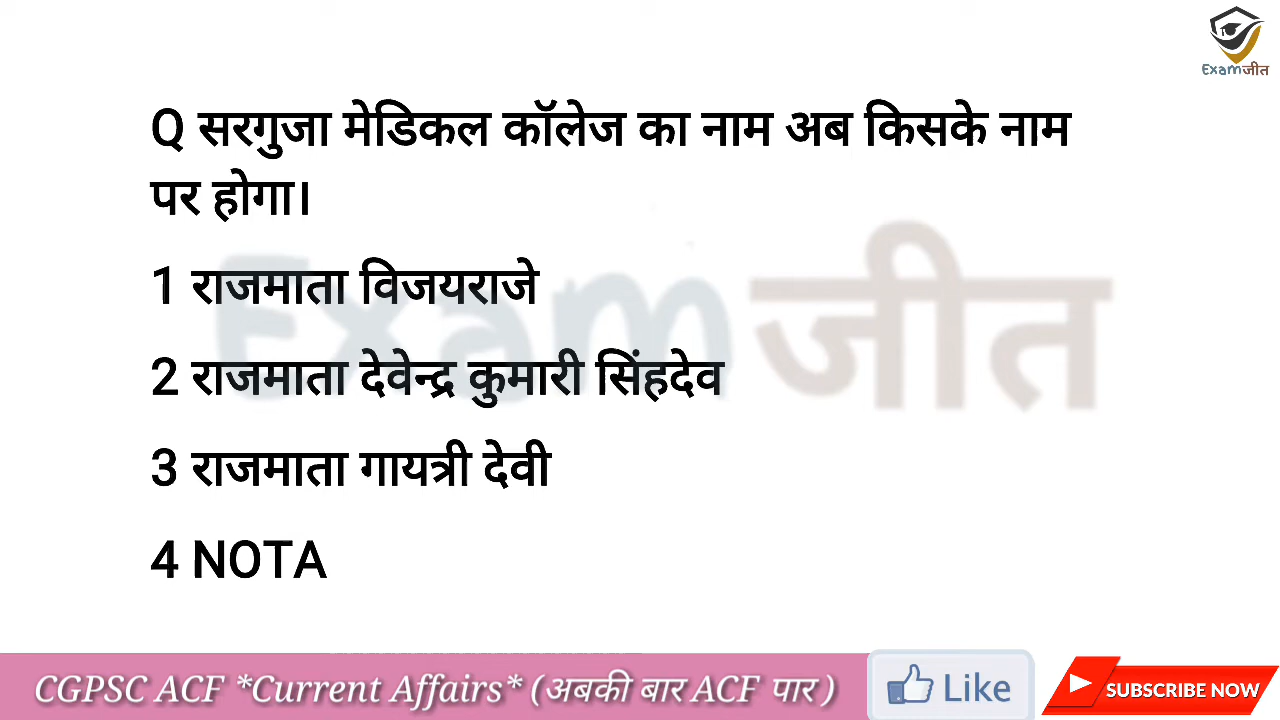 Examजीत
Q सरगुजा मेडिकल कॉलेज का नाम अब किसके नाम
पर होगा।
1 राजमाता विजयराजे
2 राजमाता देवेन्द्र कुमारी सिंहदेव
3 राजमाता गायत्री देवी
4 NOTA
Examजीत
CGPSC ACF *Current Affairs* (अबकी बार ACF पार)
Like
SUBSCRIBE NOW